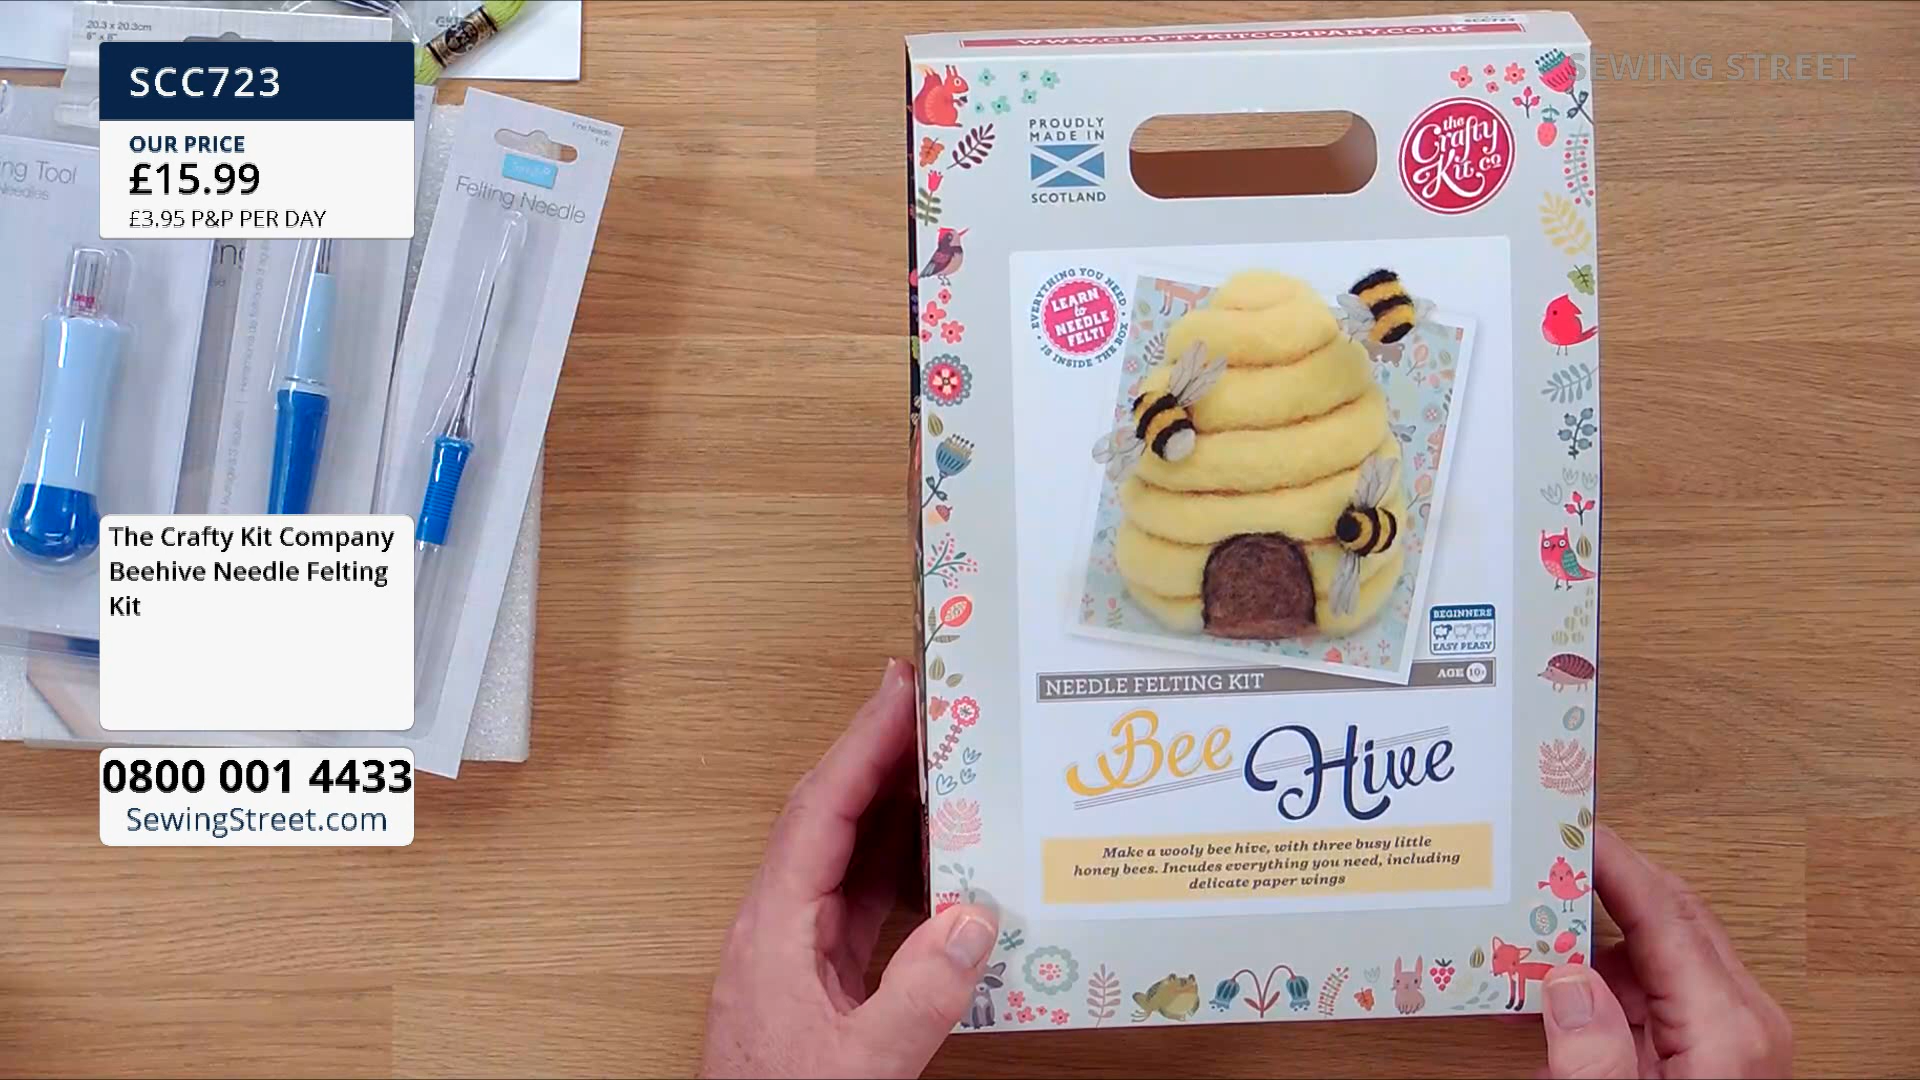 20.3 x 20.3cm
8" x 8"
SCC723
OUR PRICE
£15.99
£3.95 P&P PER DAY
ng Tool
Needles
Fine Needle
1 pc
Felting Needle
The Crafty Kit Company
Beehive Needle Felting
Kit
0800 001 4433
SewingStreet.com
SEWING STREET
SCC723
WWW.CRAFTYKITCOMPANY.CO.UK
PROUDLY
MADE IN
SCOTLAND
the
Crafty
Kit Co
EVERYTHING YOU NEED
IS INSIDE THE BOX
LEARN
to
NEEDLE
FELT!
BEGINNERS
EASY PEASY
NEEDLE FELTING KIT
AGE 10+
Bee Hive
Make a wooly bee hive, with three busy little
honey bees. Incudes everything you need, including
delicate paper wings